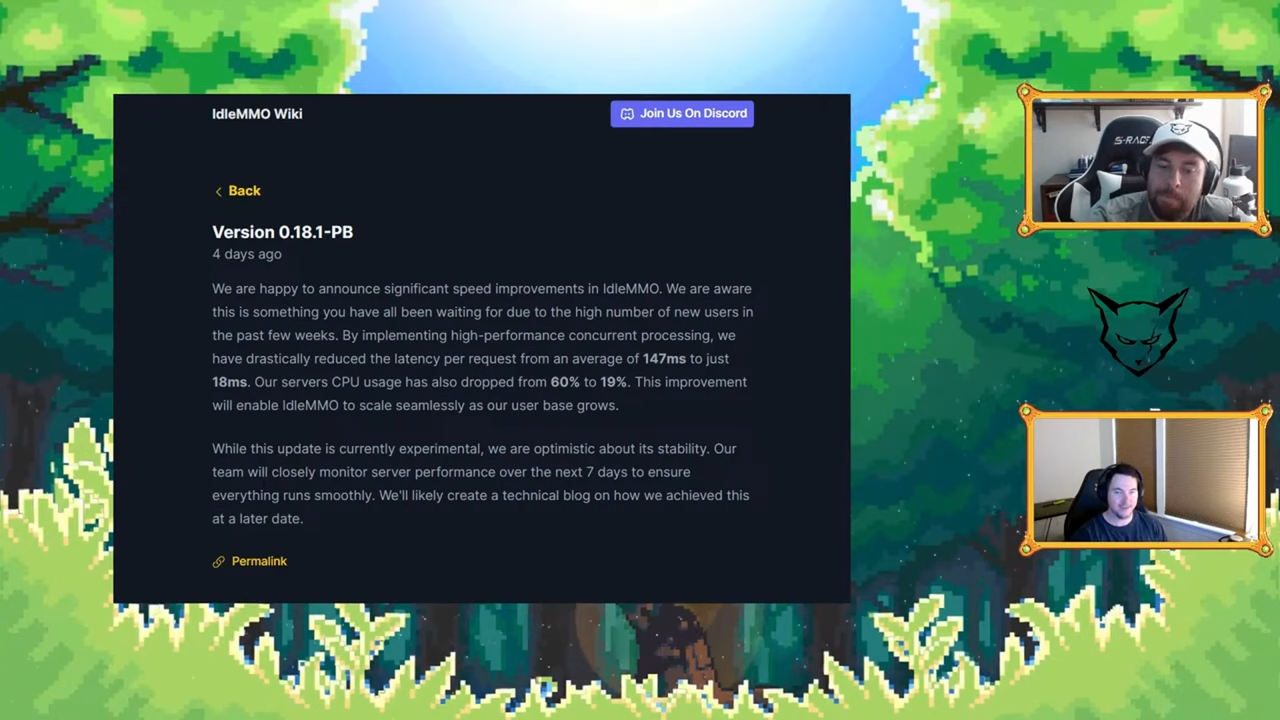 IdleMMO Wiki
Join Us On Discord
Back
Version 0.18.1-PB
4 days ago
We are happy to announce significant speed improvements in IdleMMO. We are aware
this is something you have all been waiting for due to the high number of new users in
the past few weeks. By implementing high-performance concurrent processing, we
have drastically reduced the latency per request from an average of 147ms to just
18ms. Our servers CPU usage has also dropped from 60% to 19%. This improvement
will enable IdleMMO to scale seamlessly as our user base grows.
While this update is currently experimental, we are optimistic about its stability. Our
team will closely monitor server performance over the next 7 days to ensure
everything runs smoothly. We'll likely create a technical blog on how we achieved this
at a later date.
Permalink